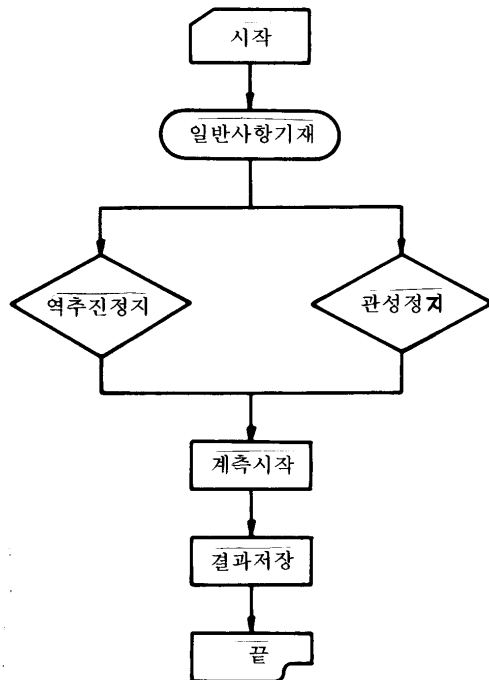 시작
일반사항기재
역추진정지
관성정지
계측시작
결과저장
끝